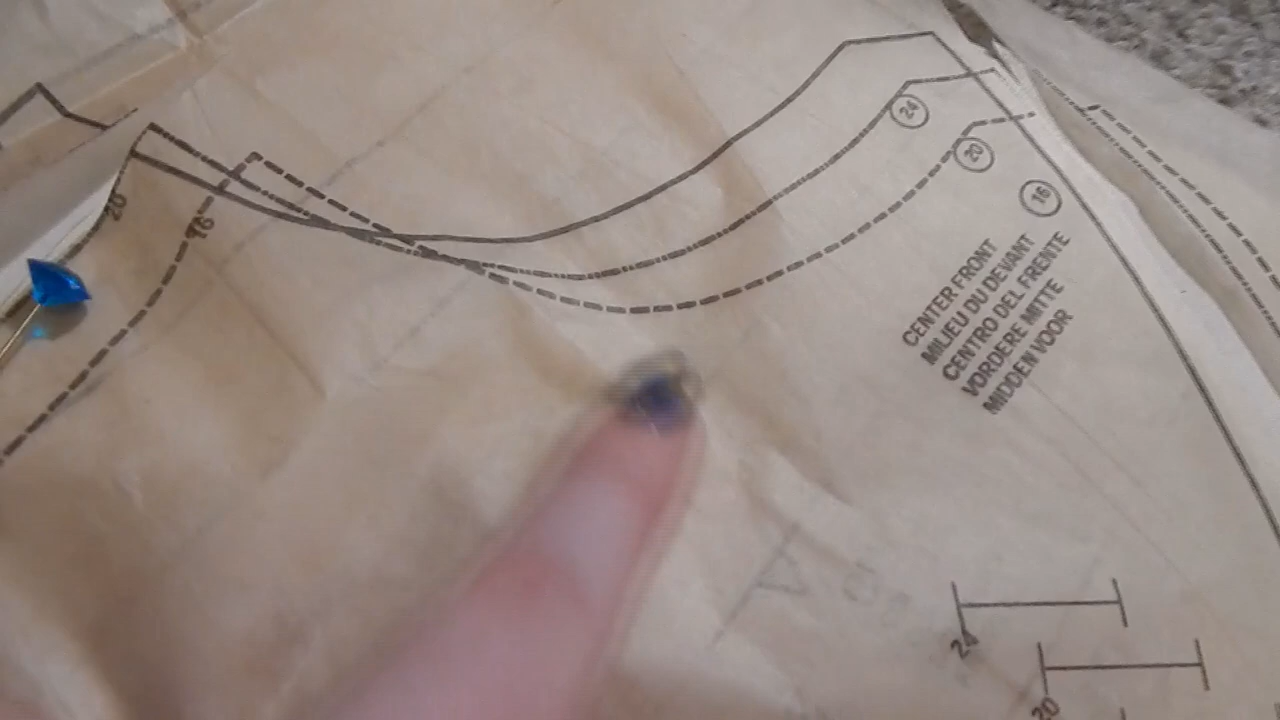 24
20
16
20
16
CENTER FRONT
MILIEU DU DEVANT
CENTRO DEL FRENTE
VORDERE MITTE
MIDDEN VOOR
24
20